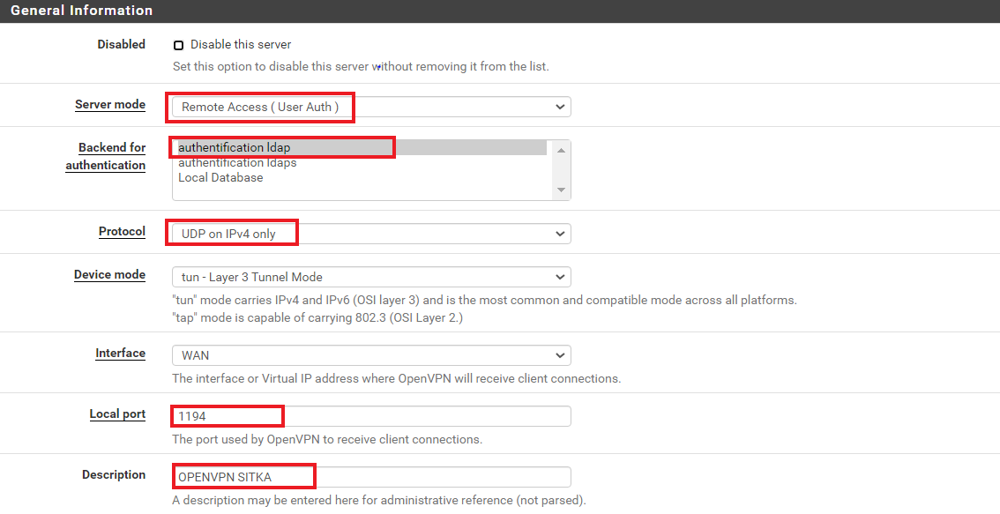 General Information
Disabled
Disable this server
Set this option to disable this server without removing it from the list.
Server mode
Remote Access ( User Auth )
Backend for
authentication
authentification ldap
authentification ldaps
Local Database
Protocol
UDP on IPv4 only
Device mode
tun - Layer 3 Tunnel Mode
"tun" mode carries IPv4 and IPv6 (OSI layer 3) and is the most common and compatible mode across all platforms.
"tap" mode is capable of carrying 802.3 (OSI Layer 2.)
Interface
WAN
The interface or Virtual IP address where OpenVPN will receive client connections.
Local port
1194
The port used by OpenVPN to receive client connections.
Description
OPENVPN SITKA
A description may be entered here for administrative reference (not parsed).